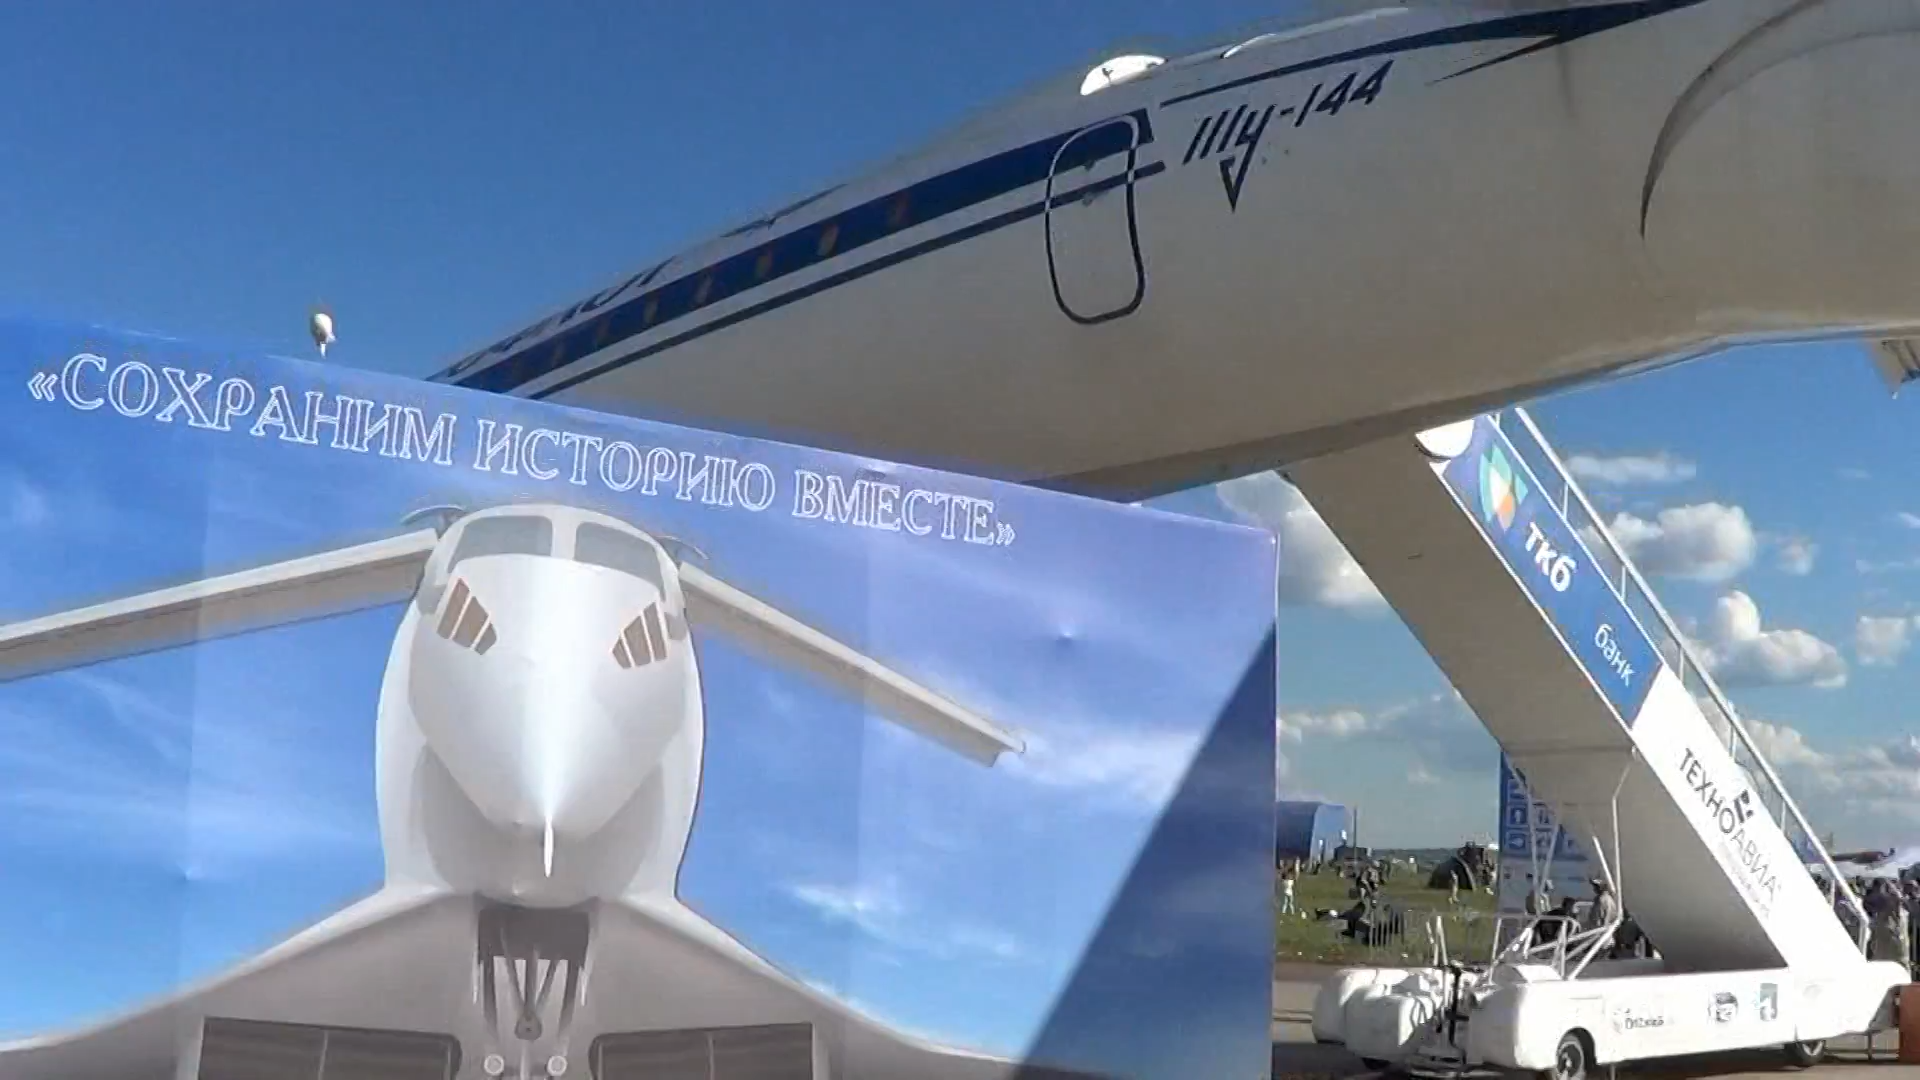 Ту-144
«СОХРАНИМ ИСТОРИЮ ВМЕСТЕ»
ткб
банк
ТЕХНОАВИА